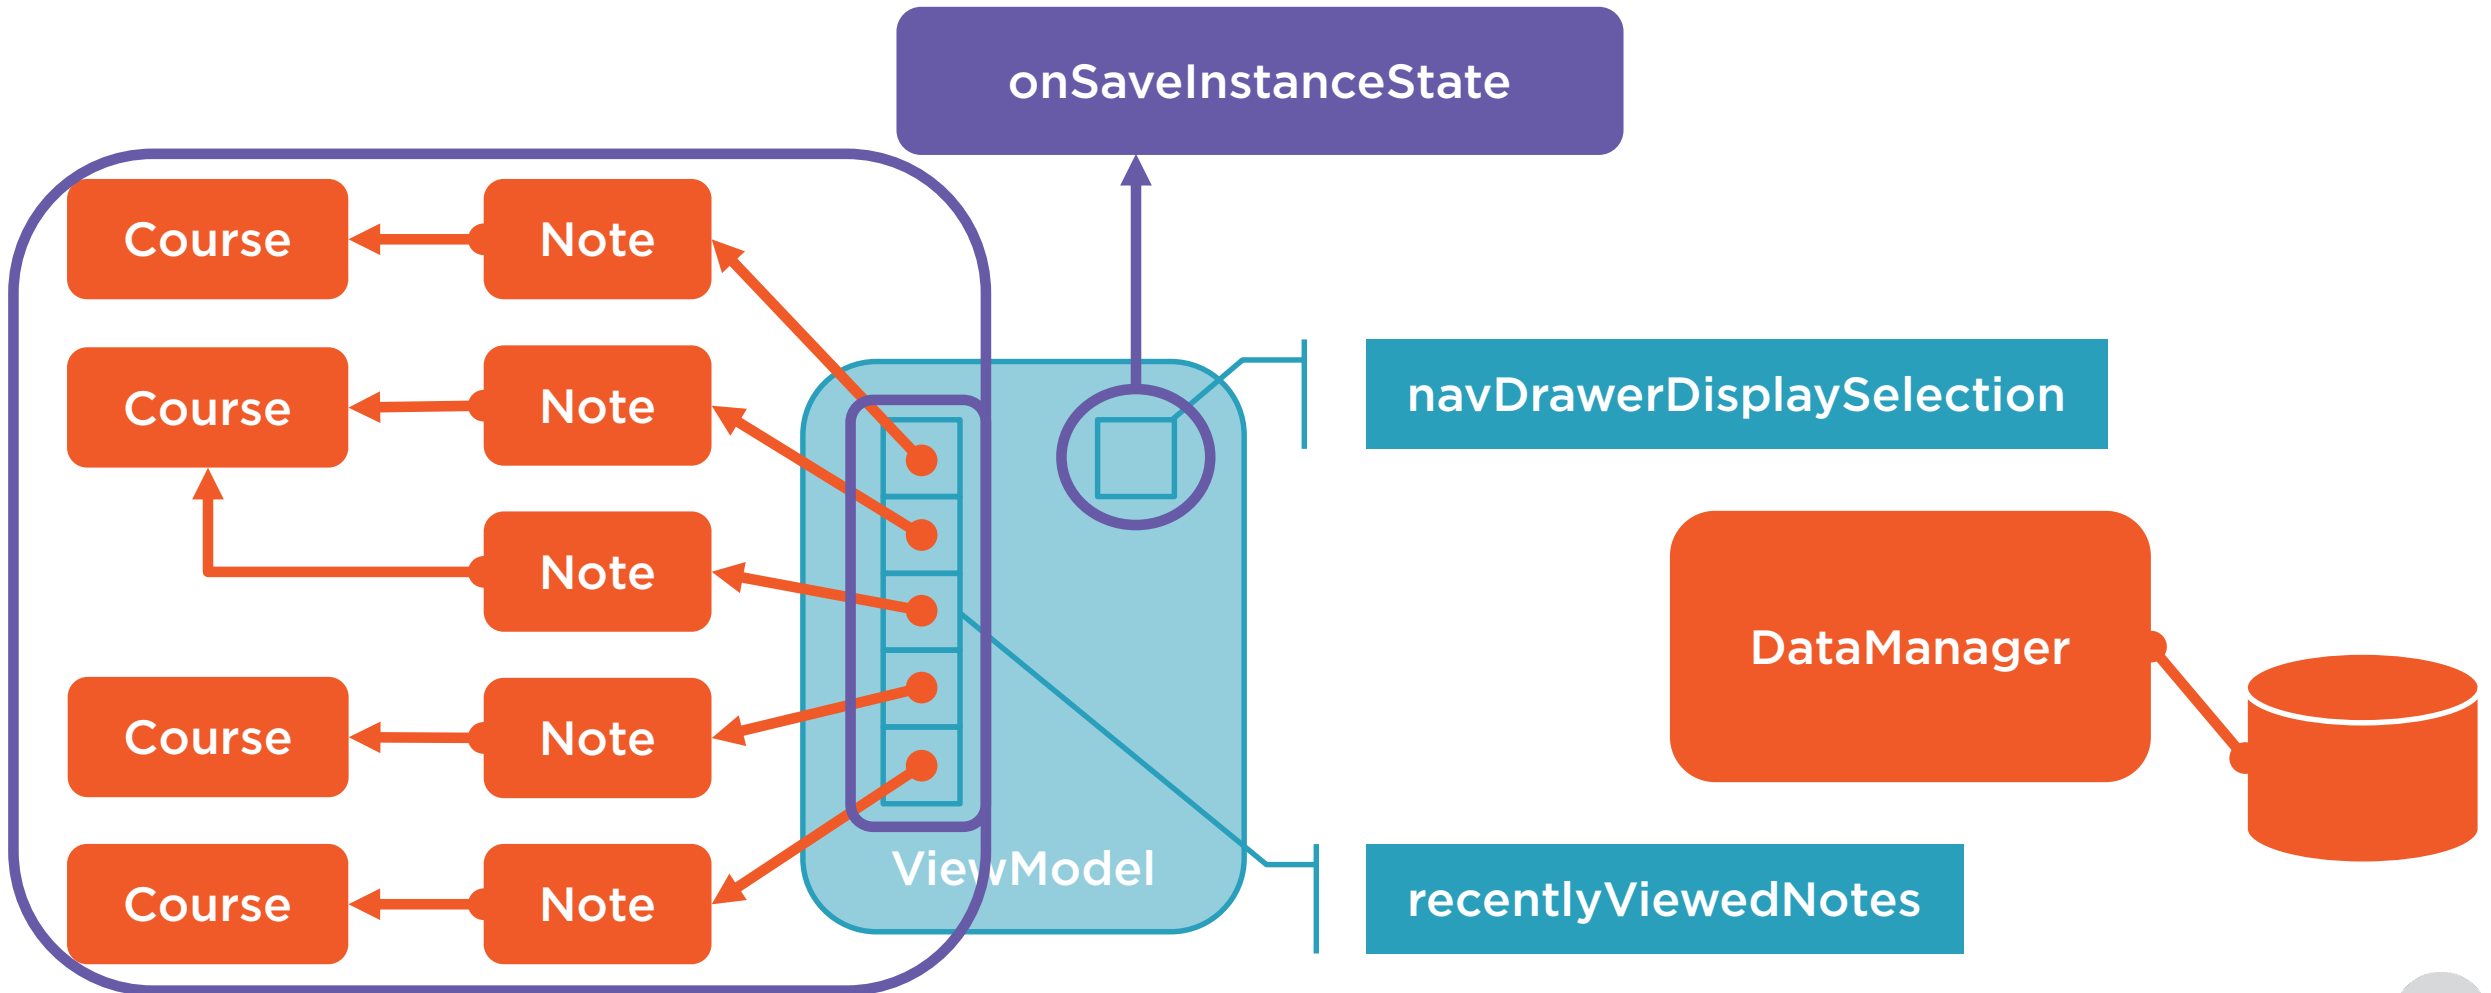 onSaveInstanceState
Course
Note
Course
Note
navDrawerDisplaySelection
Note
DataManager
Course
Note
ViewModel
Course
Note
recentlyViewedNotes